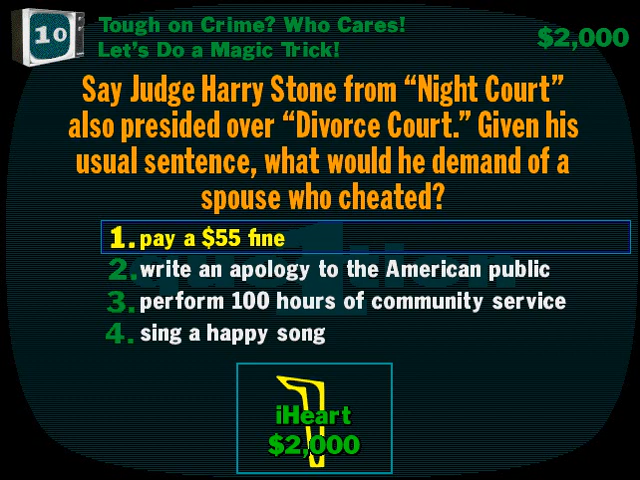 10
Tough on Crime? Who Cares!
Let's Do a Magic Trick!
$2,000
Say Judge Harry Stone from “Night Court”
also presided over “Divorce Court.” Given his
usual sentence, what would he demand of a
spouse who cheated?
1. pay a $55 fine
2. write an apology to the American public
3. perform 100 hours of community service
4. sing a happy song
question
1
iHeart
$2,000